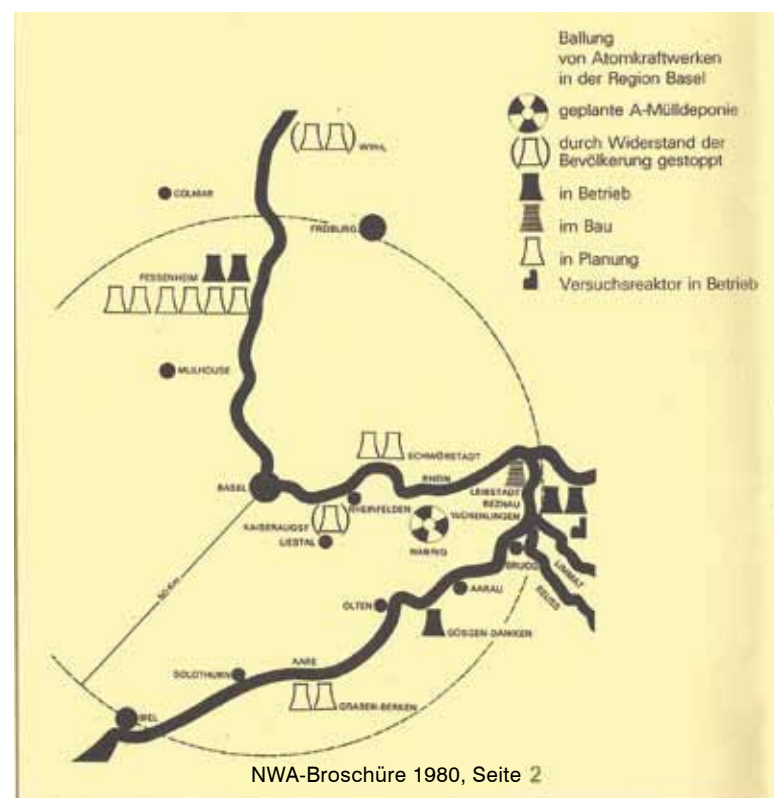 Ballung
von Atomkraftwerken
in der Region Basel
geplante A-Mülldeponie
durch Widerstand der
Bevölkerung gestoppt
in Betrieb
im Bau
in Planung
Versuchsreaktor in Betrieb
WYHL
COLMAR
FREIBURG
FESSENHEIM
MULHOUSE
SCHWÖRSTADT
BASEL
RHEIN
LEIBSTADT
BEZNAU
RHEINFELDEN
KAISERAUGST
LIESTAL
BRUGG
LIMMAT
REUSS
AARAU
OLTEN
GÖSGEN-DÄNIKEN
50 Km
AARE
SOLOTHURN
GRABEN-BERKEN
BIEL
NWA-Broschüre 1980, Seite 2